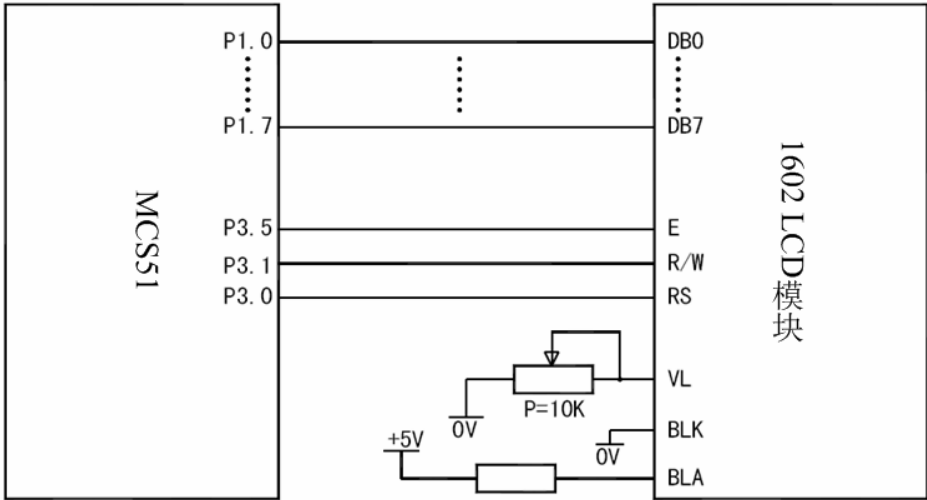 MCS51
P1.0
P1.7
P3.5
P3.1
P3.0
DB0
DB7
E
R/W
RS
VL
BLK
BLA
1602 LCD模块
P=10K
0V
0V
+5V